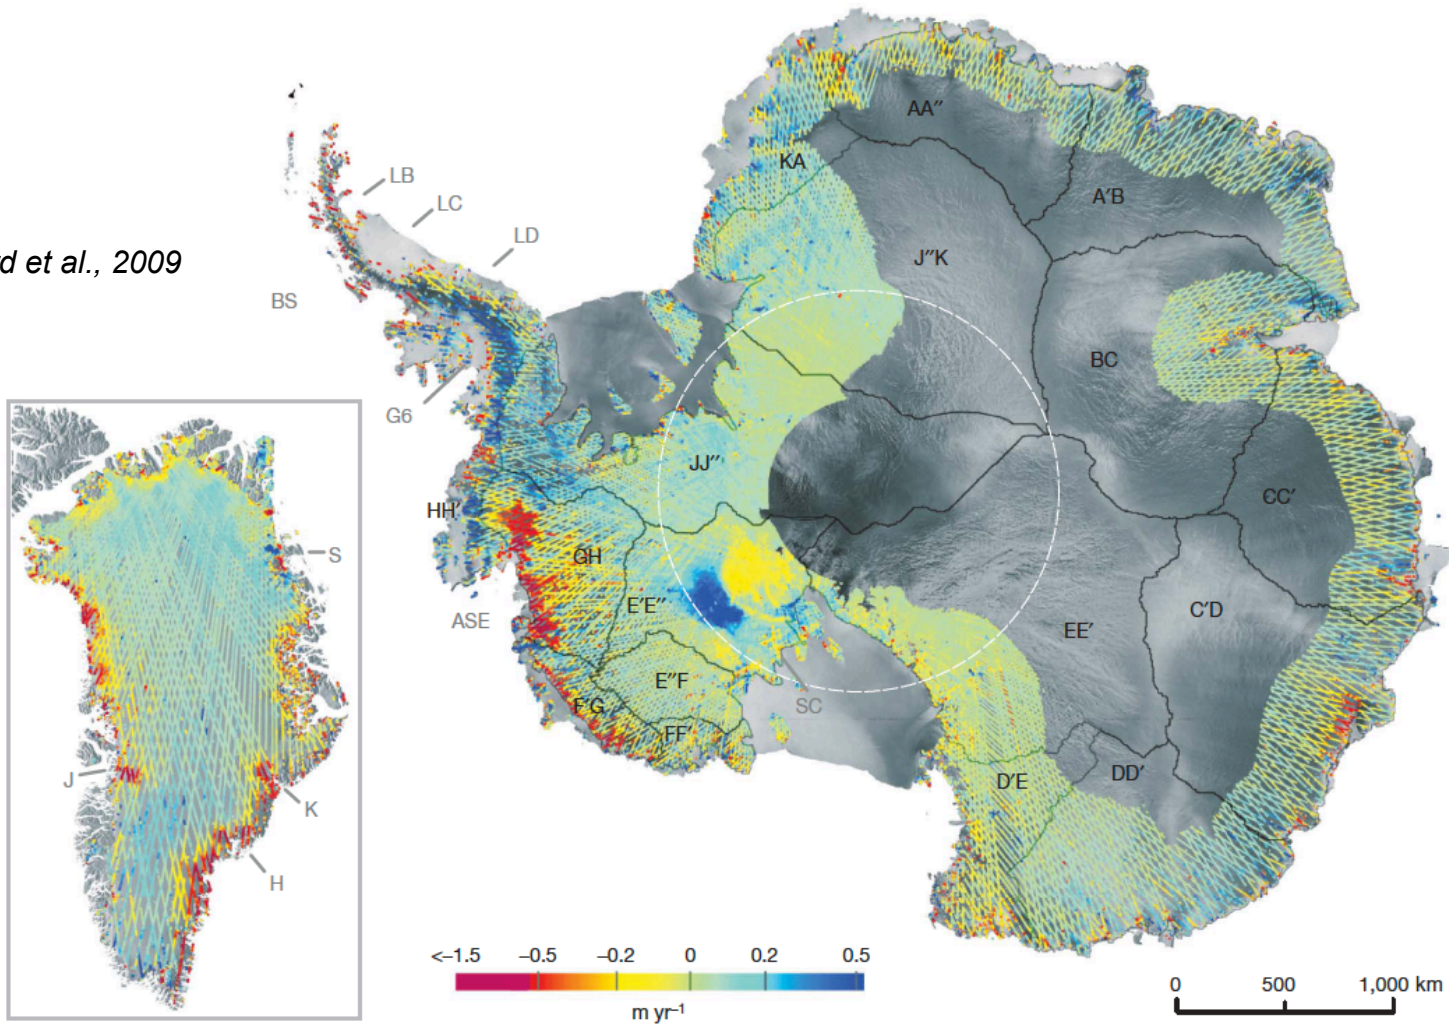 AA″
KA
LB
A′B
LC
LD
J″K
rd et al., 2009
BS
BC
G6
JJ″
CC′
HH′
GH
S
E′E″
C′D
ASE
EE′
E″F
SC
F′G
FF′
DD′
J
D′E
K
H
<–1.5 –0.5 –0.2 0 0.2 0.5
m yr⁻¹
0 500 1,000 km